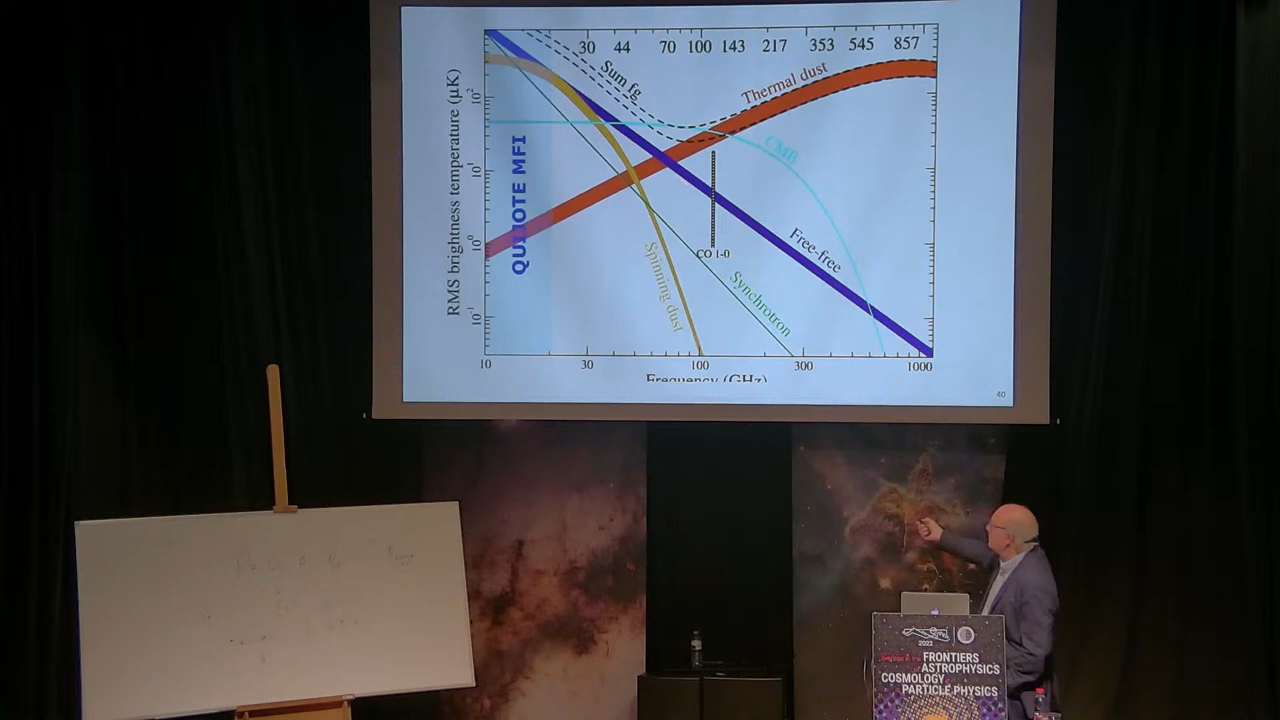 30 44 70 100 143 217 353 545 857
Sum fg
Thermal dust
CMB
RMS brightness temperature (μK)
10²
10¹
10⁰
10⁻¹
QUIJOTE MFI
CO 1-0
Free-free
Spinning dust
Synchrotron
10 30 100 300 1000
Frequency (GHz)
40
2022
FRONTIERS
ASTROPHYSICS
COSMOLOGY
PARTICLE PHYSICS